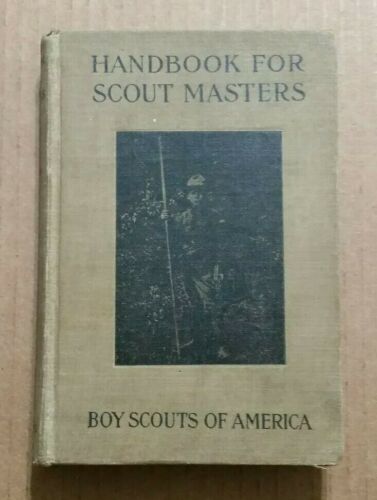 HANDBOOK FOR
SCOUT MASTERS
BOY SCOUTS OF AMERICA